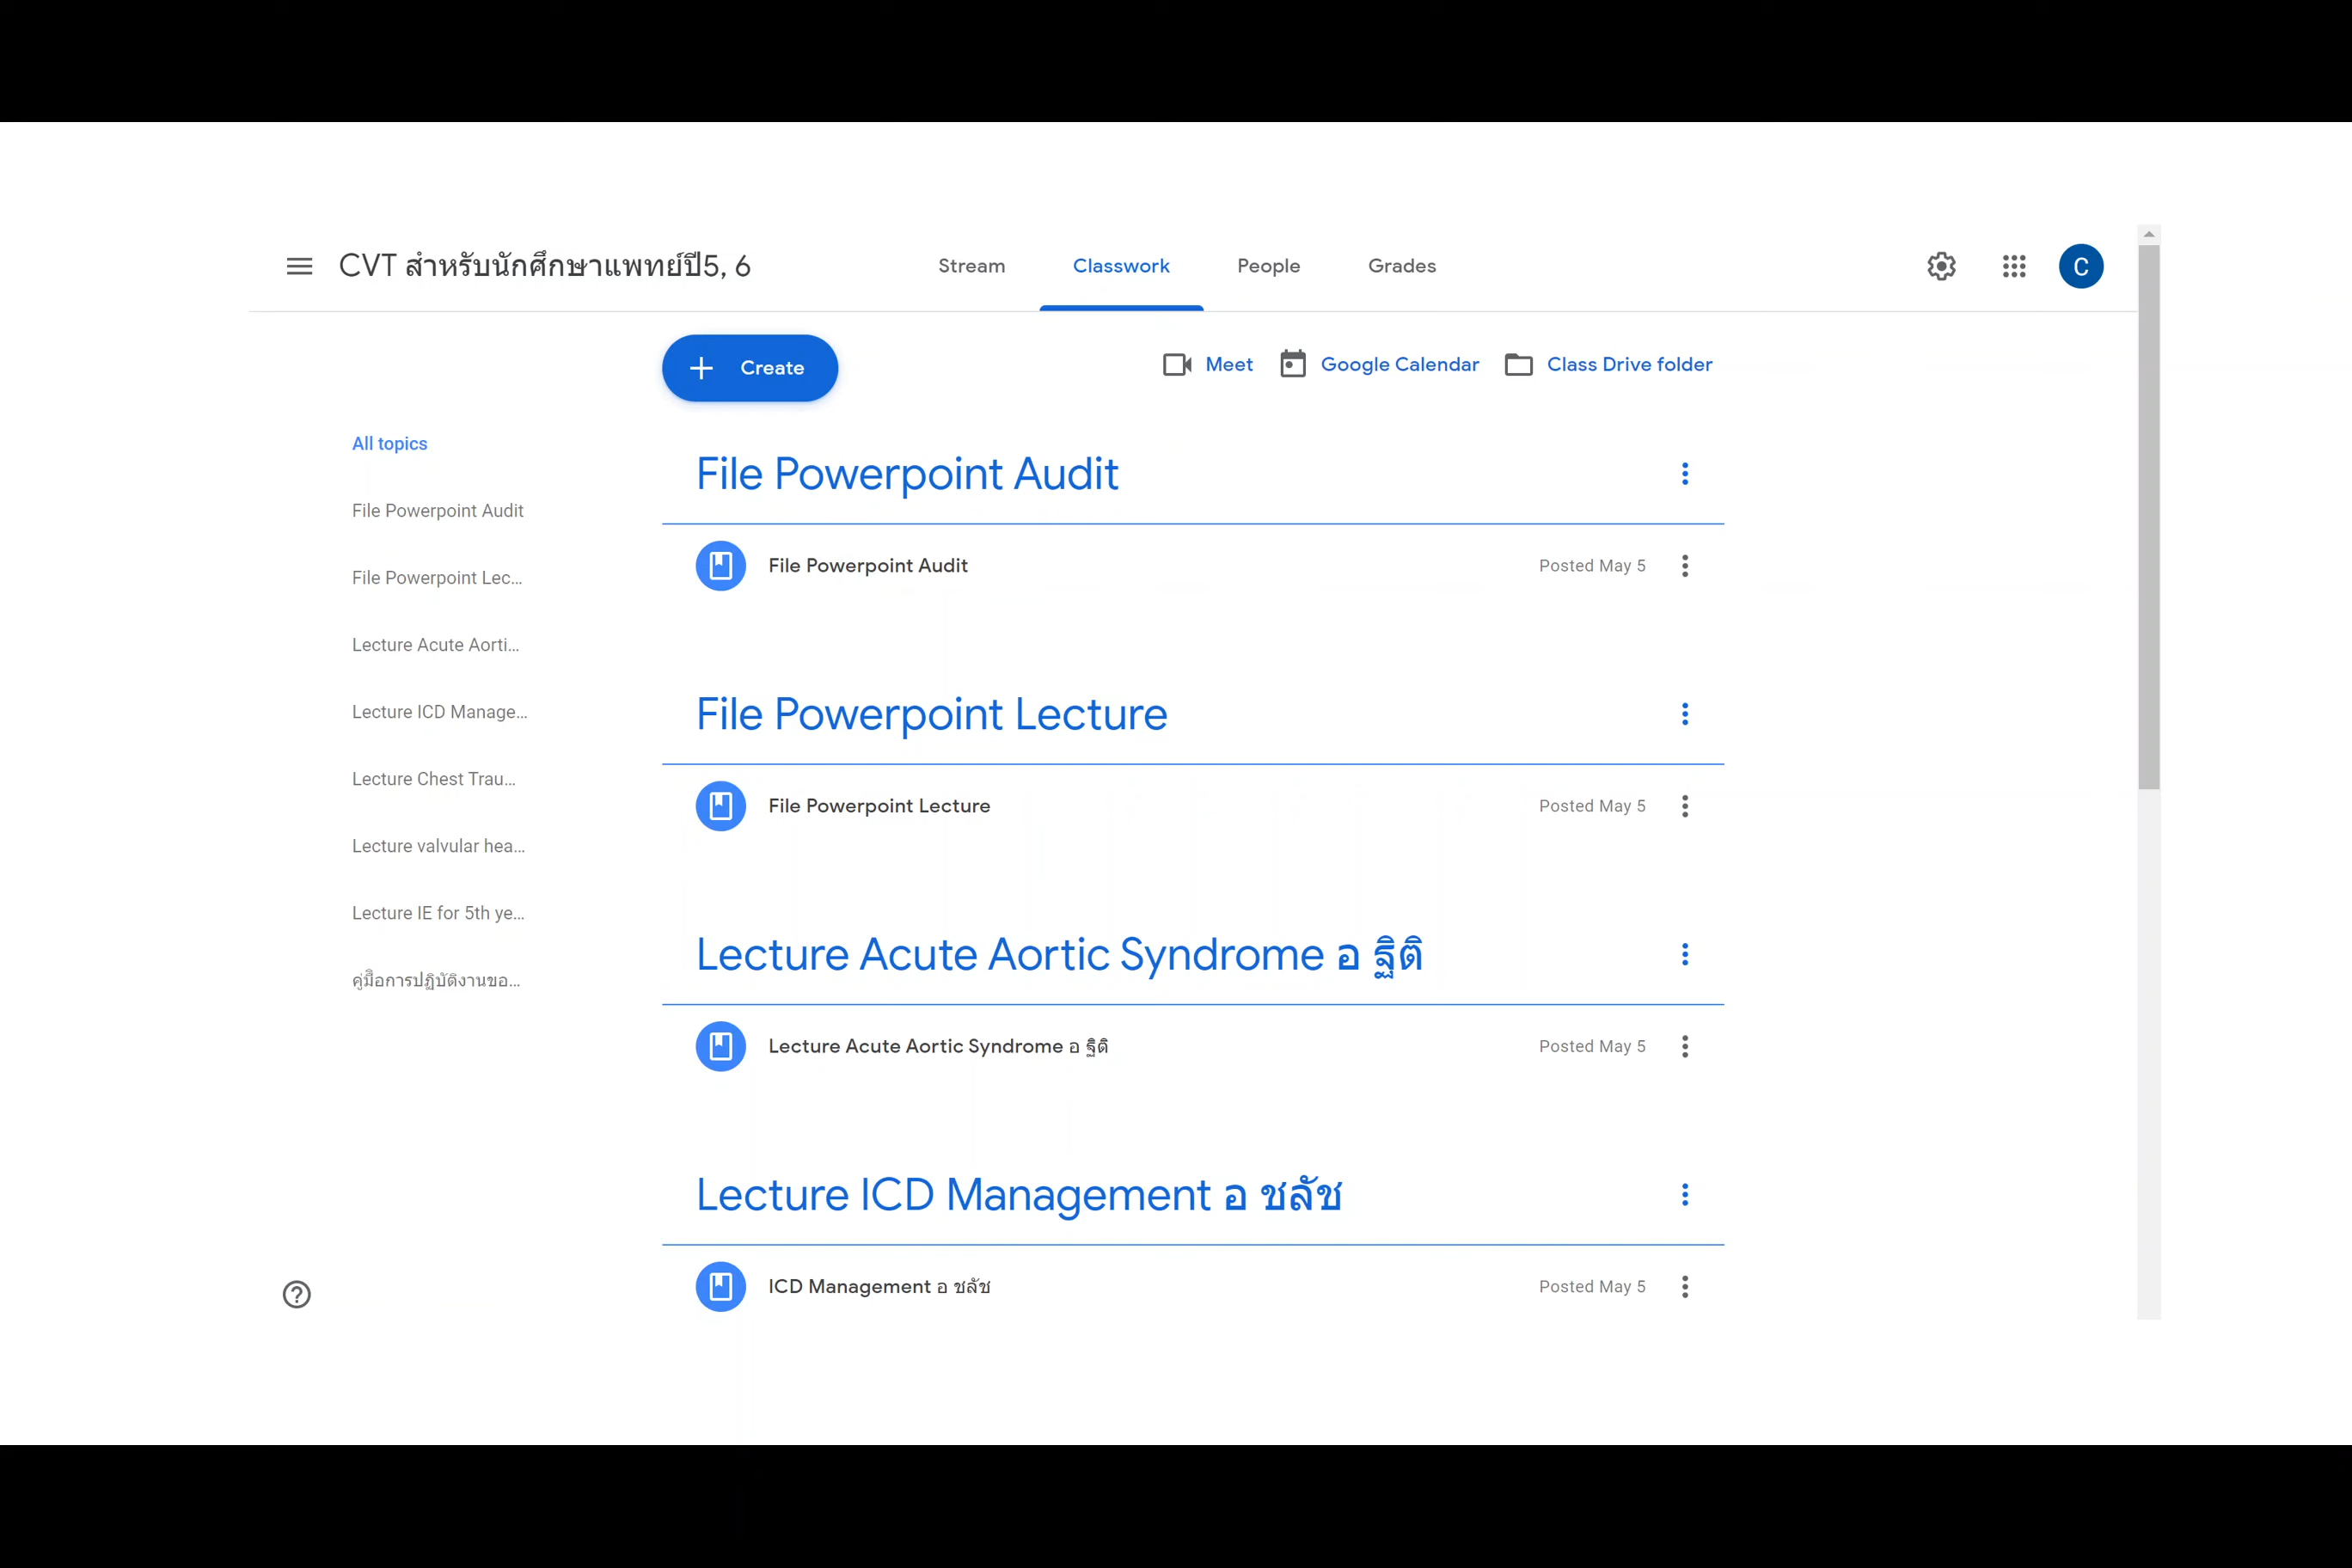 CVT สำหรับนักศึกษาแพทย์ปี5, 6
Stream
Classwork
People
Grades
C
Create
Meet
Google Calendar
Class Drive folder
All topics
File Powerpoint Audit
File Powerpoint Lec...
Lecture Acute Aorti...
Lecture ICD Manage...
Lecture Chest Trau...
Lecture valvular hea...
Lecture IE for 5th ye...
คู่มือการปฏิบัติงานขอ...
File Powerpoint Audit
File Powerpoint Audit
Posted May 5
File Powerpoint Lecture
File Powerpoint Lecture
Posted May 5
Lecture Acute Aortic Syndrome อ ฐิติ
Lecture Acute Aortic Syndrome อ ฐิติ
Posted May 5
Lecture ICD Management อ ชลัช
ICD Management อ ชลัช
Posted May 5